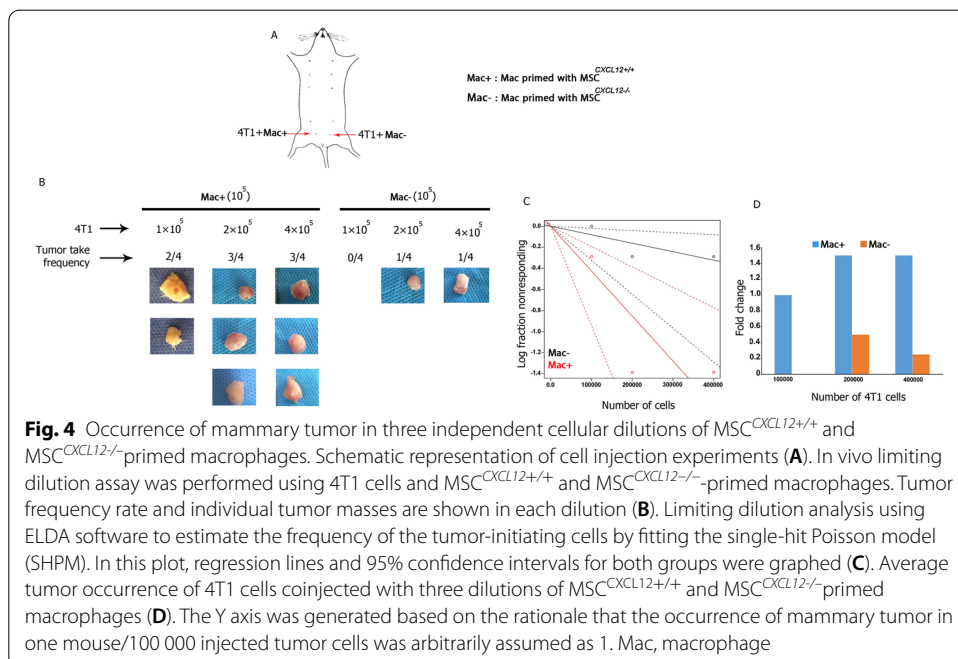 A
Mac+ : Mac primed with MSC^CXCL12+/+
Mac- : Mac primed with MSC^CXCL12-/-
4T1+Mac+
4T1+Mac-
B
Mac+ (10^5)
Mac- (10^5)
4T1
1×10^5 2×10^5 4×10^5 1×10^5 2×10^5 4×10^5
Tumor take
frequency
2/4 3/4 3/4 0/4 1/4 1/4
C
Log fraction nonresponding
0.0
-0.2
-0.4
-0.6
-0.8
-1.0
-1.2
-1.4
Mac-
Mac+
0.0 100000 200000 300000 400000
Number of cells
D
Mac+ Mac-
Fold change
1.6
1.4
1.2
1.0
0.8
0.6
0.4
0.2
0
100000 200000 400000
Number of 4T1 cells
Fig. 4 Occurrence of mammary tumor in three independent cellular dilutions of MSC^CXCL12+/+ and
MSC^CXCL12-/- primed macrophages. Schematic representation of cell injection experiments (A). In vivo limiting
dilution assay was performed using 4T1 cells and MSC^CXCL12+/+ and MSC^CXCL12−/−-primed macrophages. Tumor
frequency rate and individual tumor masses are shown in each dilution (B). Limiting dilution analysis using
ELDA software to estimate the frequency of the tumor-initiating cells by fitting the single-hit Poisson model
(SHPM). In this plot, regression lines and 95% confidence intervals for both groups were graphed (C). Average
tumor occurrence of 4T1 cells coinjected with three dilutions of MSC^CXCL12+/+ and MSC^CXCL12-/- primed
macrophages (D). The Y axis was generated based on the rationale that the occurrence of mammary tumor in
one mouse/100 000 injected tumor cells was arbitrarily assumed as 1. Mac, macrophage